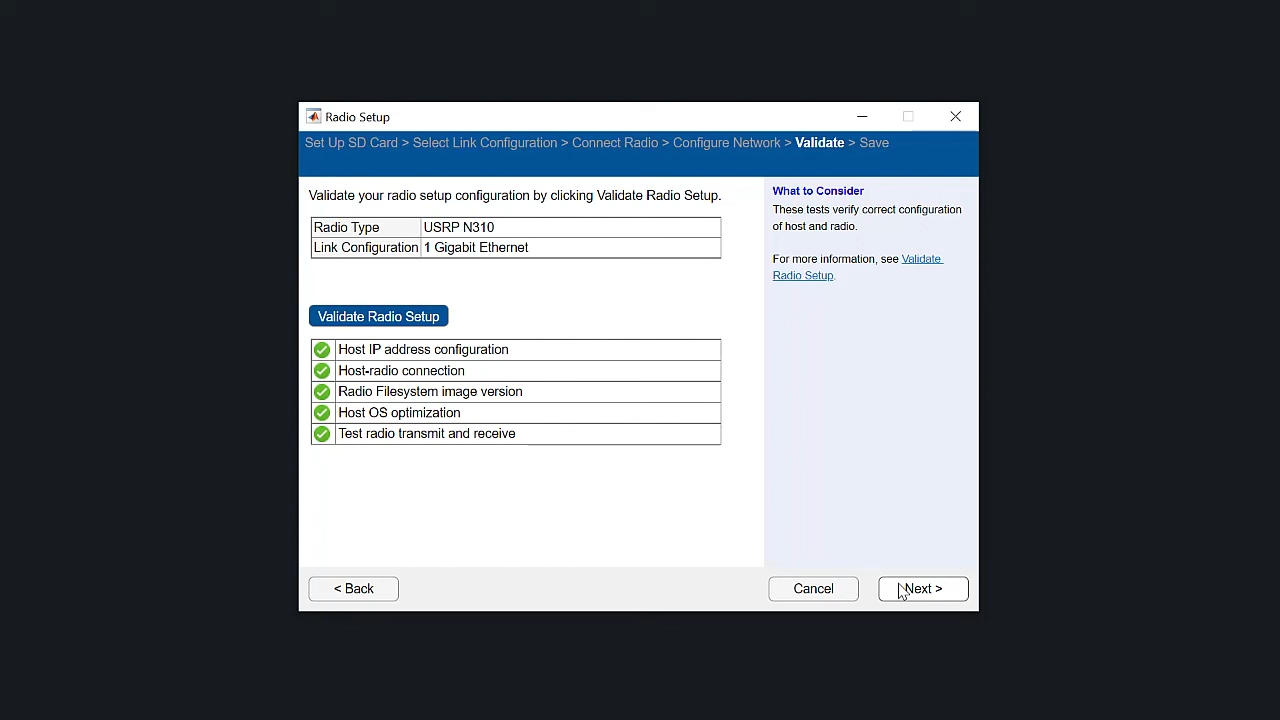 Radio Setup
Set Up SD Card > Select Link Configuration > Connect Radio > Configure Network > Validate > Save
Validate your radio setup configuration by clicking Validate Radio Setup.
Radio Type USRP N310
Link Configuration 1 Gigabit Ethernet
Validate Radio Setup
Host IP address configuration
Host-radio connection
Radio Filesystem image version
Host OS optimization
Test radio transmit and receive
What to Consider
These tests verify correct configuration
of host and radio.
For more information, see Validate
Radio Setup.
< Back
Cancel
Next >